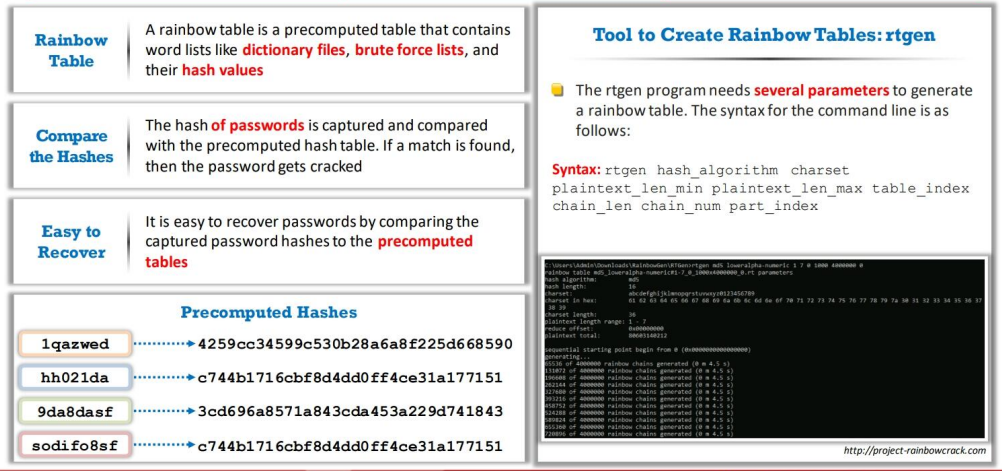 Rainbow
Table
A rainbow table is a precomputed table that contains
word lists like dictionary files, brute force lists, and
their hash values
Compare
the Hashes
The hash of passwords is captured and compared
with the precomputed hash table. If a match is found,
then the password gets cracked
Easy to
Recover
It is easy to recover passwords by comparing the
captured password hashes to the precomputed
tables
Precomputed Hashes
1qazwed 4259cc34599c530b28a6a8f225d668590
hh021da c744b1716cbf8d4dd0ff4ce31a177151
9da8dasf 3cd696a8571a843cda453a229d741843
sodifo8sf c744b1716cbf8d4dd0ff4ce31a177151
Tool to Create Rainbow Tables: rtgen
The rtgen program needs several parameters to generate
a rainbow table. The syntax for the command line is as
follows:
Syntax: rtgen hash_algorithm charset
plaintext_len_min plaintext_len_max table_index
chain_len chain_num part_index
C:\Users\Admin\Downloads\RainbowGen\RTGen>rtgen md5 loweralpha-numeric 1 7 0 1000 4000000 0
rainbow table md5_loweralpha-numeric#1-7_0_1000x4000000_0.rt parameters
hash algorithm: md5
hash length: 16
charset: abcdefghijklmnopqrstuvwxyz0123456789
charset in hex: 61 62 63 64 65 66 67 68 69 6a 6b 6c 6d 6e 6f 70 71 72 73 74 75 76 77 78 79 7a 30 31 32 33 34 35 36 37
38 39
charset length: 36
plaintext length range: 1 - 7
reduce offset: 0x00000000
plaintext total: 80603140212
sequential starting point begin from 0 (0x0000000000000000)
generating...
65536 of 4000000 rainbow chains generated (0 m 4.5 s)
131072 of 4000000 rainbow chains generated (0 m 4.5 s)
196608 of 4000000 rainbow chains generated (0 m 4.5 s)
262144 of 4000000 rainbow chains generated (0 m 4.5 s)
327680 of 4000000 rainbow chains generated (0 m 4.5 s)
393216 of 4000000 rainbow chains generated (0 m 4.5 s)
458752 of 4000000 rainbow chains generated (0 m 4.5 s)
524288 of 4000000 rainbow chains generated (0 m 4.5 s)
589824 of 4000000 rainbow chains generated (0 m 4.5 s)
655360 of 4000000 rainbow chains generated (0 m 4.5 s)
720896 of 4000000 rainbow chains generated (0 m 4.5 s)
http://project-rainbowcrack.com